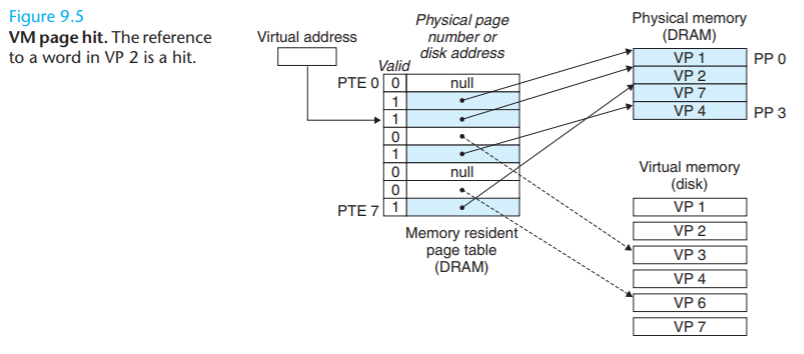 Figure 9.5
VM page hit. The reference
to a word in VP 2 is a hit.
Virtual address
Physical page
number or
disk address
Valid
PTE 0 0 null
1
1
0
1
0 null
0
PTE 7 1
Memory resident
page table
(DRAM)
Physical memory
(DRAM)
VP 1 PP 0
VP 2
VP 7
VP 4 PP 3
Virtual memory
(disk)
VP 1
VP 2
VP 3
VP 4
VP 6
VP 7